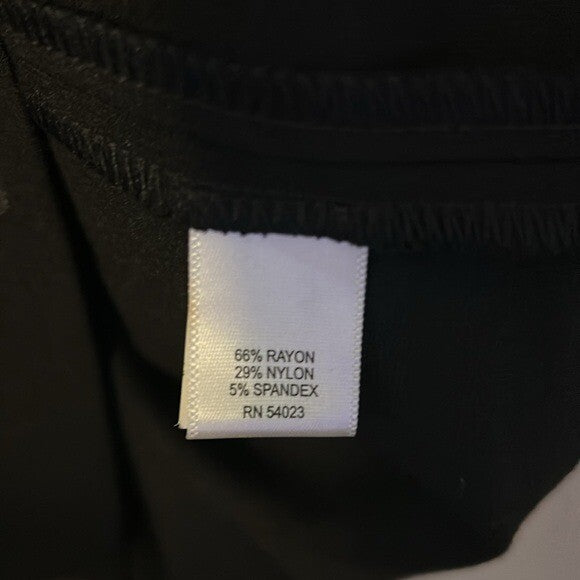 66% RAYON
29% NYLON
5% SPANDEX
RN 54023